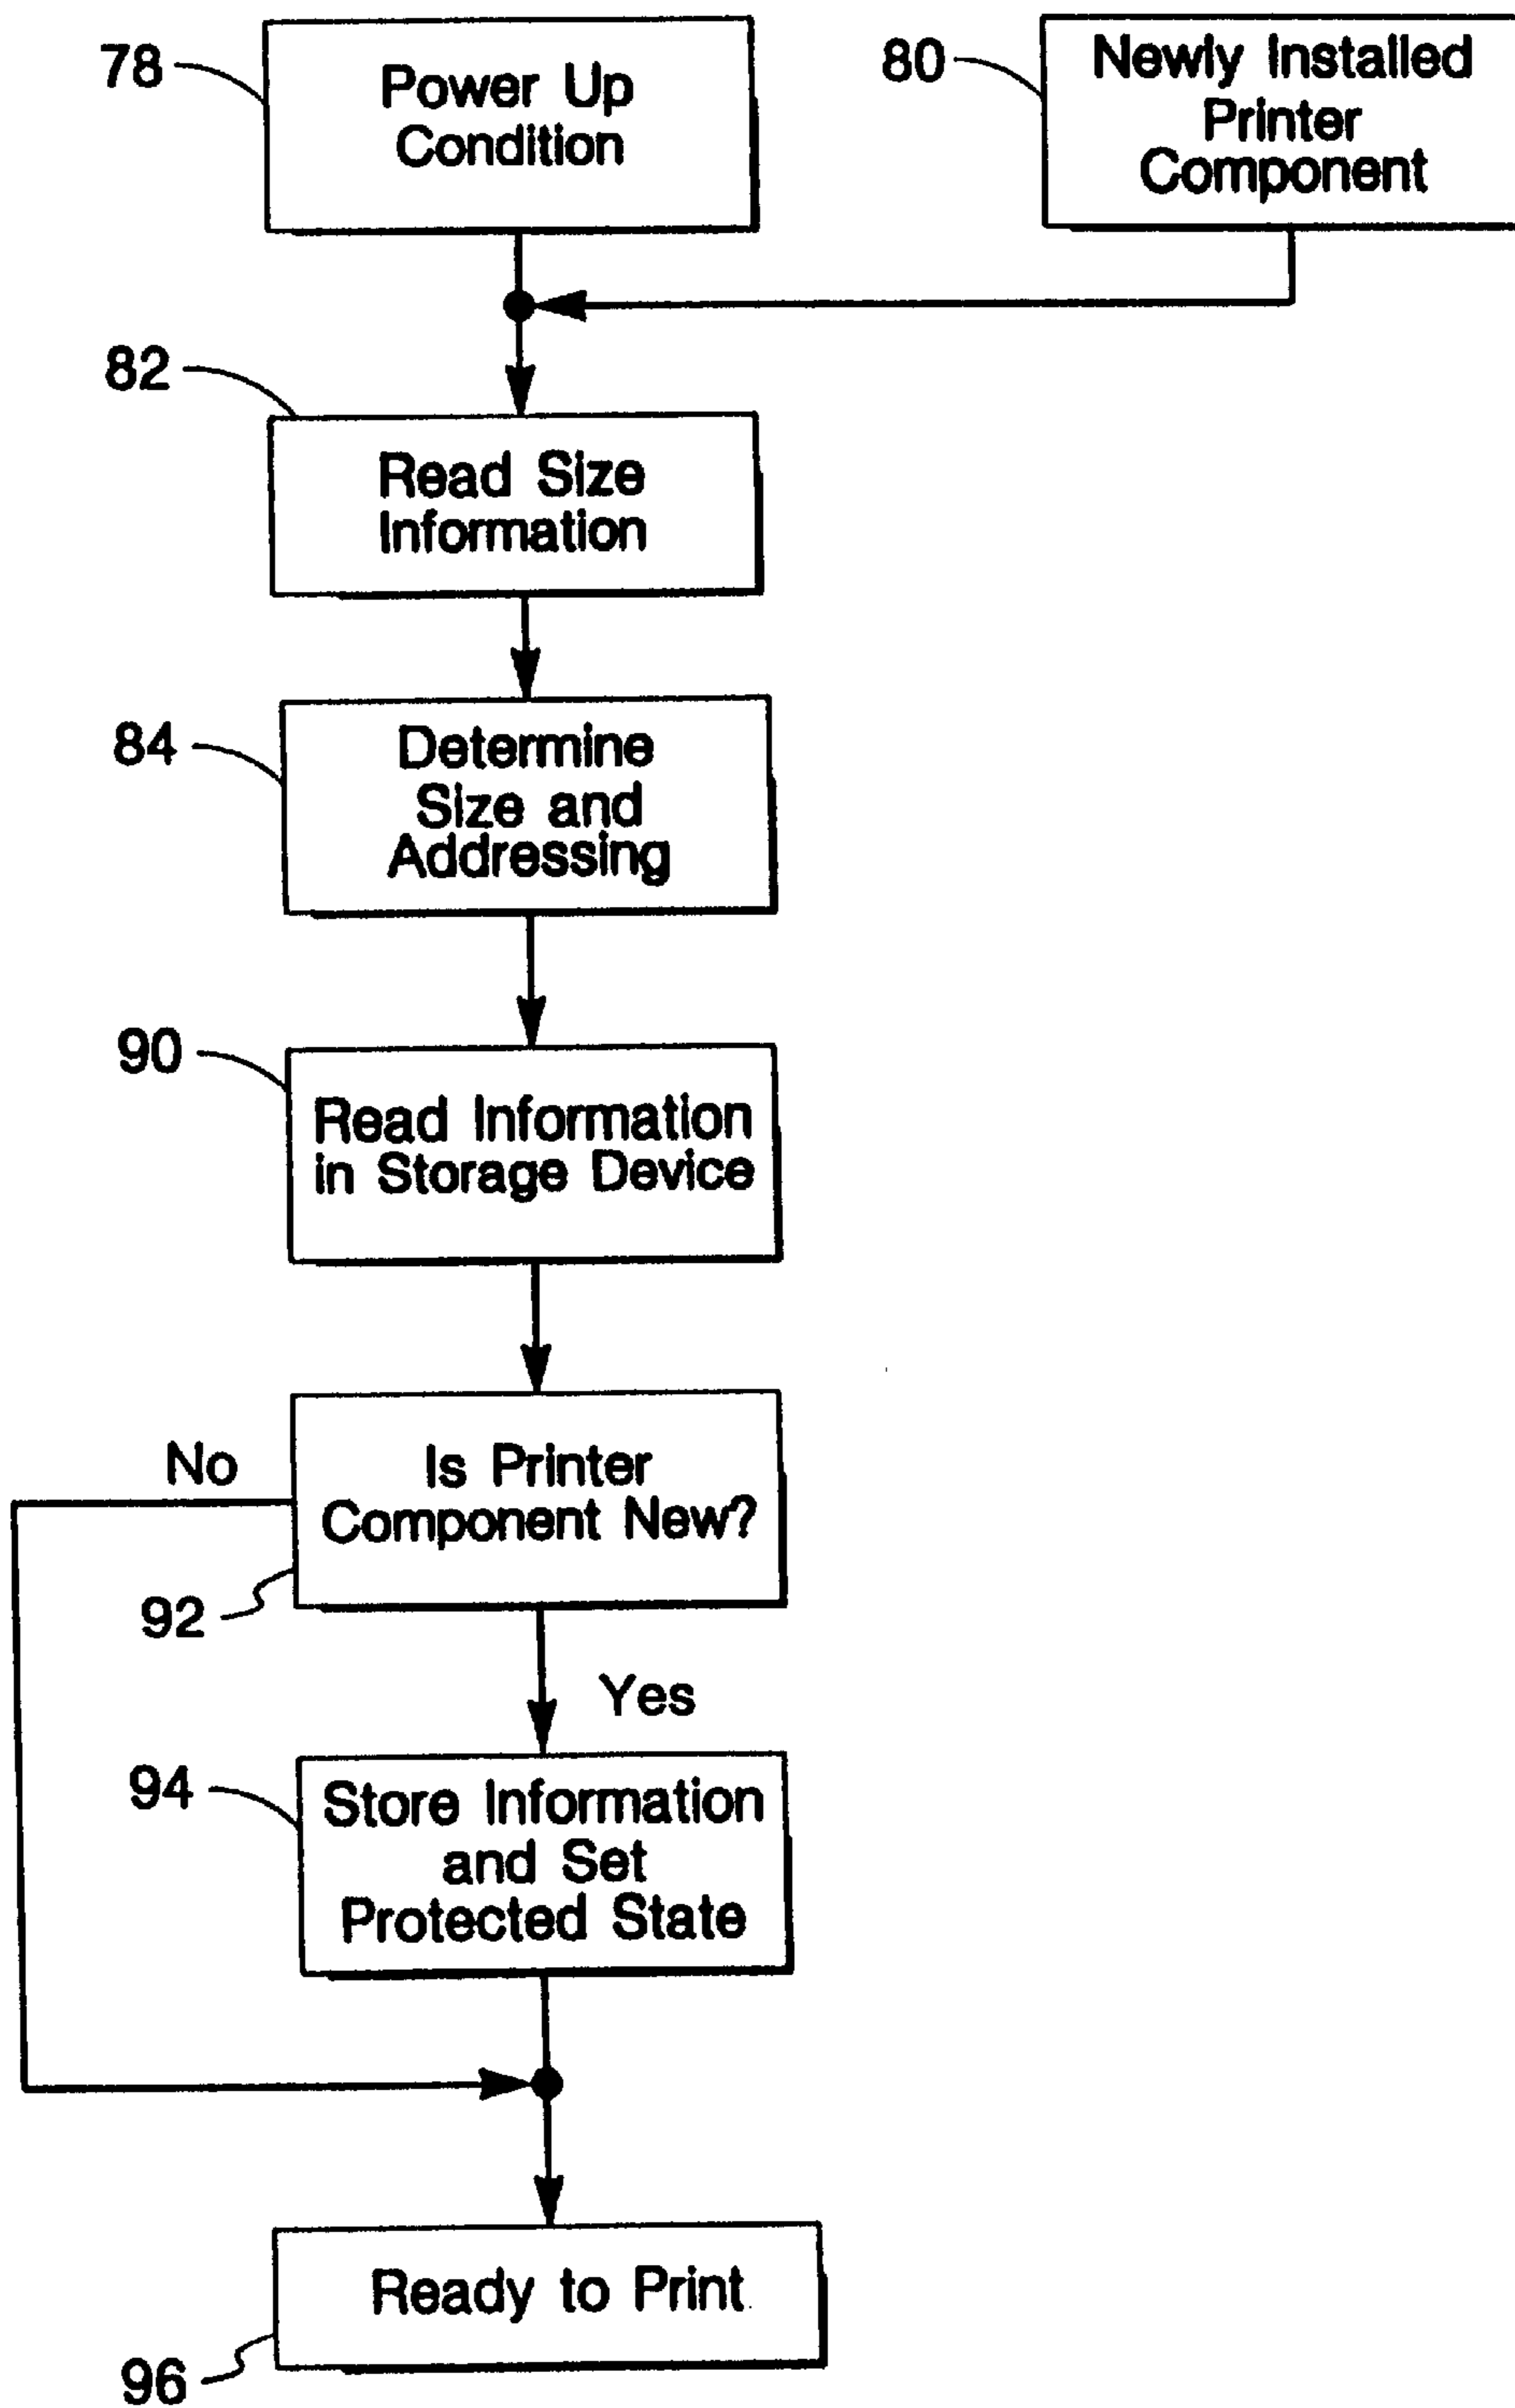 78
Power Up
Condition
80
Newly Installed
Printer
Component
82
Read Size
Information
84
Determine
Size and
Addressing
90
Read Information
in Storage Device
No
Is Printer
Component New?
92
Yes
94
Store Information
and Set
Protected State
Ready to Print
96